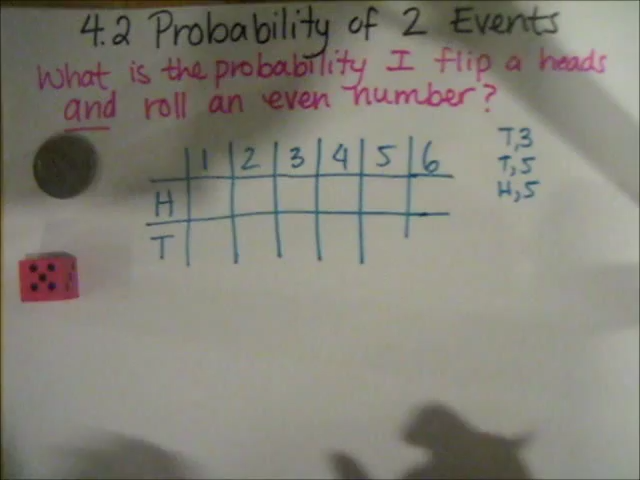 4.2 Probability of 2 Events
What is the probability I flip a heads
and roll an even number?
1 2 3 4 5 6
H
T
T,3
T,5
H,5